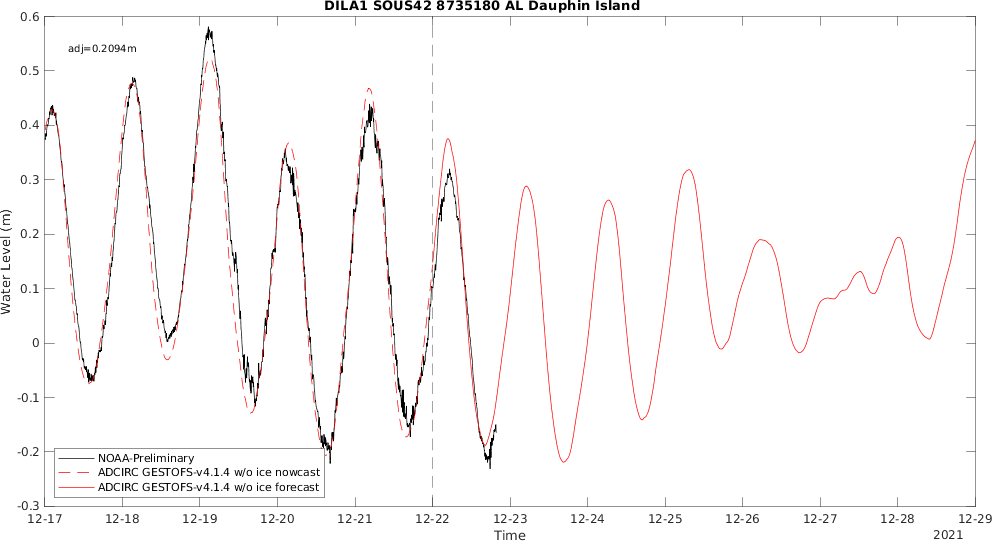 DILA1 SOUS42 8735180 AL Dauphin Island
adj=0.2094m
0.6
0.5
0.4
0.3
0.2
0.1
0
-0.1
-0.2
-0.3
Water Level (m)
NOAA-Preliminary
ADCIRC GESTOFS-v4.1.4 w/o ice nowcast
ADCIRC GESTOFS-v4.1.4 w/o ice forecast
12-17 12-18 12-19 12-20 12-21 12-22 12-23 12-24 12-25 12-26 12-27 12-28 12-29
Time
2021